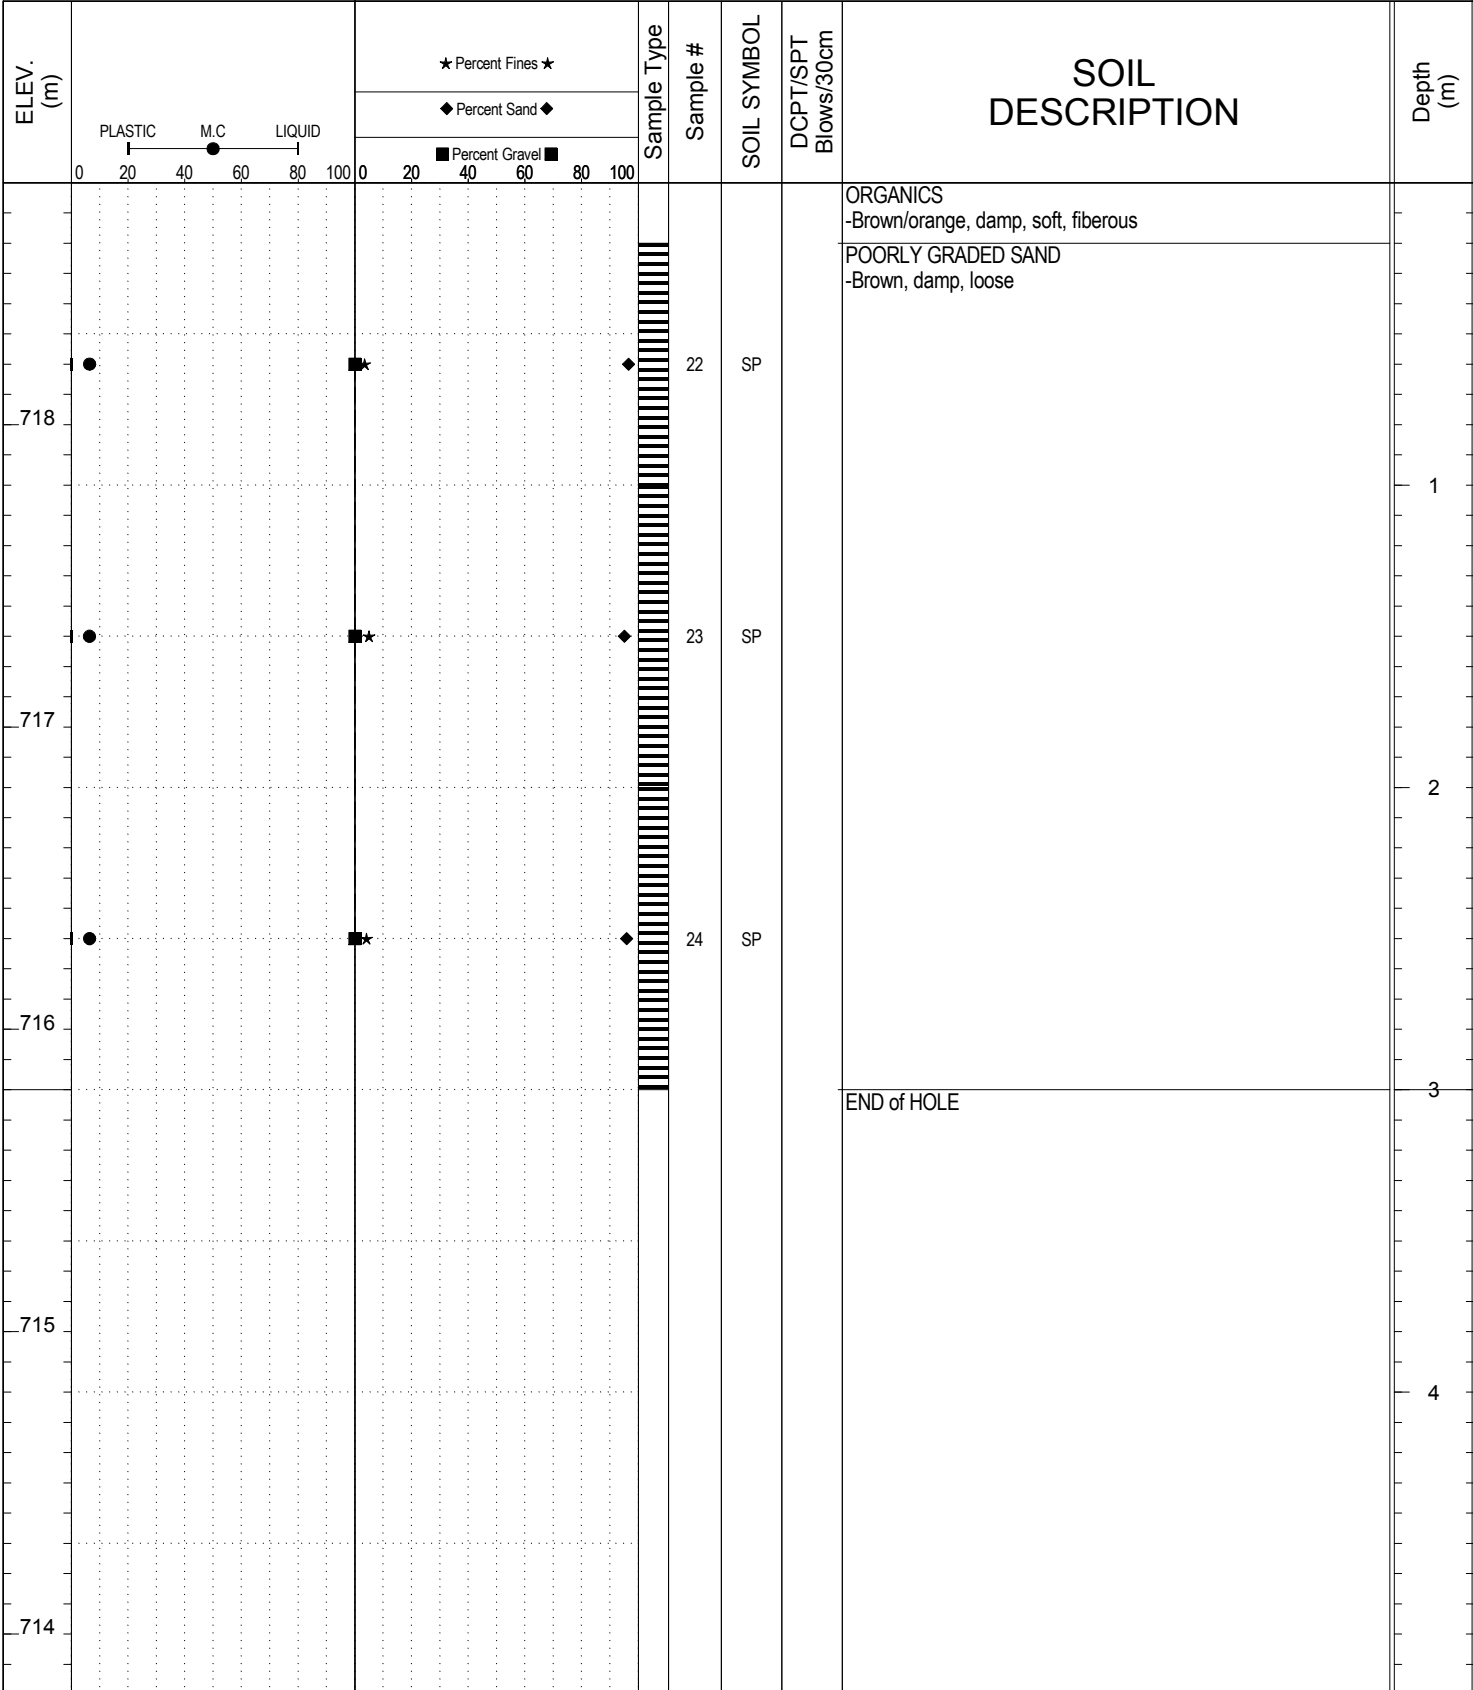 ELEV.
(m)
PLASTIC M.C LIQUID
0 20 40 60 80 100
★ Percent Fines ★
◆ Percent Sand ◆
■ Percent Gravel ■
0 20 40 60 80 100
Sample Type
Sample #
SOIL SYMBOL
DCPT/SPT
Blows/30cm
SOIL
DESCRIPTION
Depth
(m)
ORGANICS
-Brown/orange, damp, soft, fiberous
POORLY GRADED SAND
-Brown, damp, loose
22 SP
718
1
23 SP
717
2
24 SP
716
3
END of HOLE
715
4
714